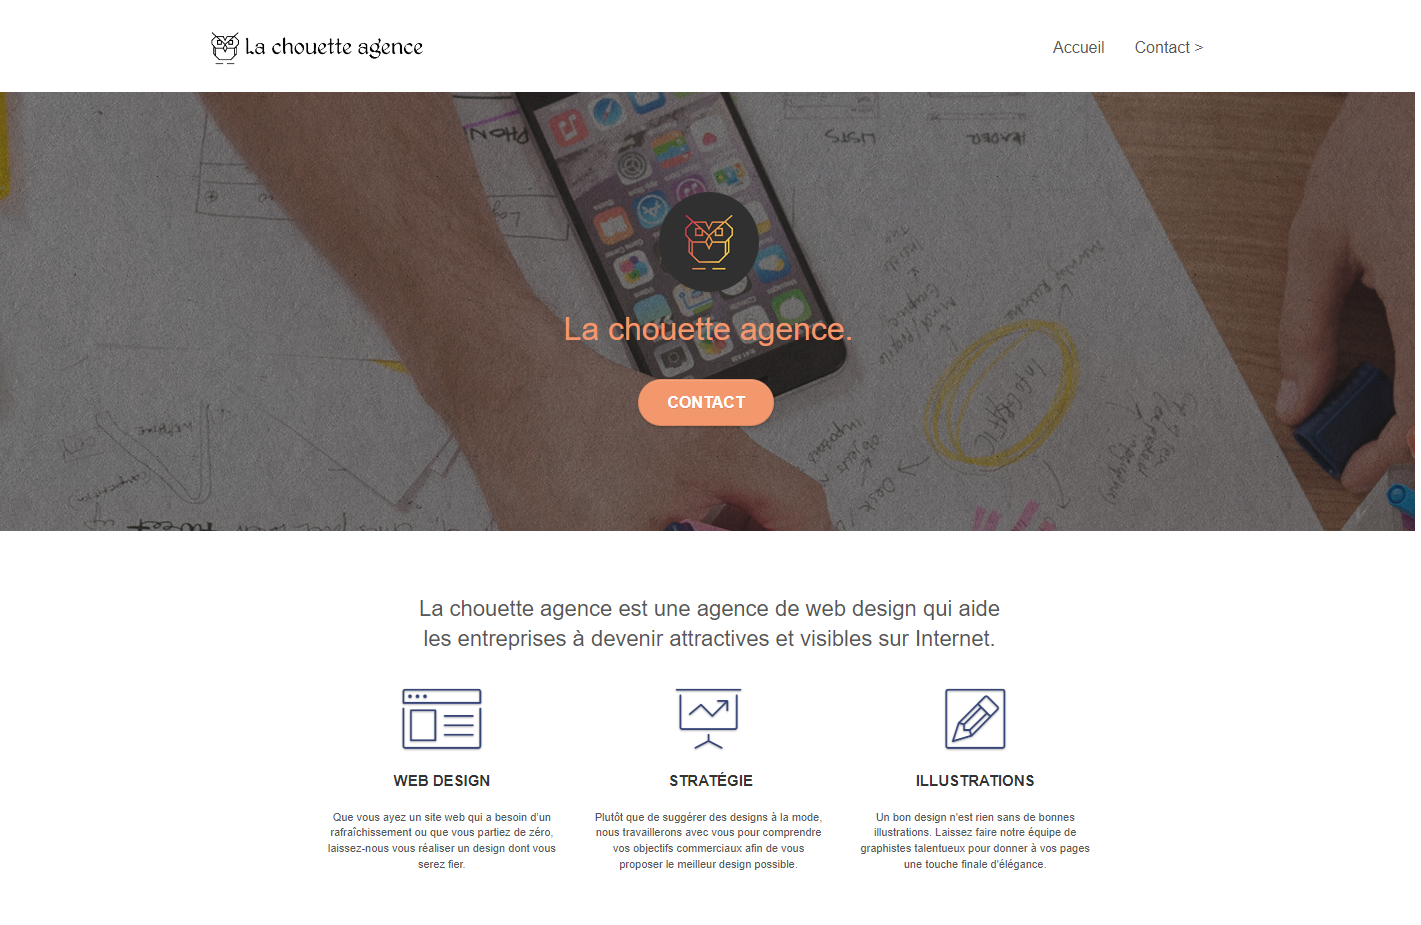 La chouette agence
Accueil
Contact >
La chouette agence.
CONTACT
La chouette agence est une agence de web design qui aide
les entreprises à devenir attractives et visibles sur Internet.
WEB DESIGN
Que vous ayez un site web qui a besoin d'un
rafraîchissement ou que vous partiez de zéro,
laissez-nous vous réaliser un design dont vous
serez fier.
STRATÉGIE
Plutôt que de suggérer des designs à la mode,
nous travaillerons avec vous pour comprendre
vos objectifs commerciaux afin de vous
proposer le meilleur design possible.
ILLUSTRATIONS
Un bon design n'est rien sans de bonnes
illustrations. Laissez faire notre équipe de
graphistes talentueux pour donner à vos pages
une touche finale d'élégance.